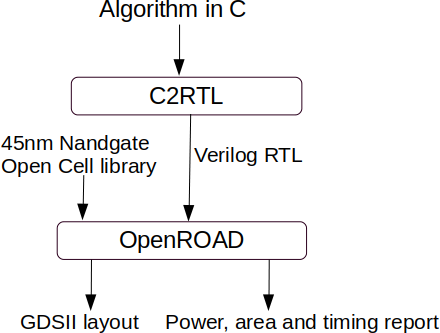 Algorithm in C
C2RTL
45nm Nandgate
Open Cell library
Verilog RTL
OpenROAD
GDSII layout
Power, area and timing report